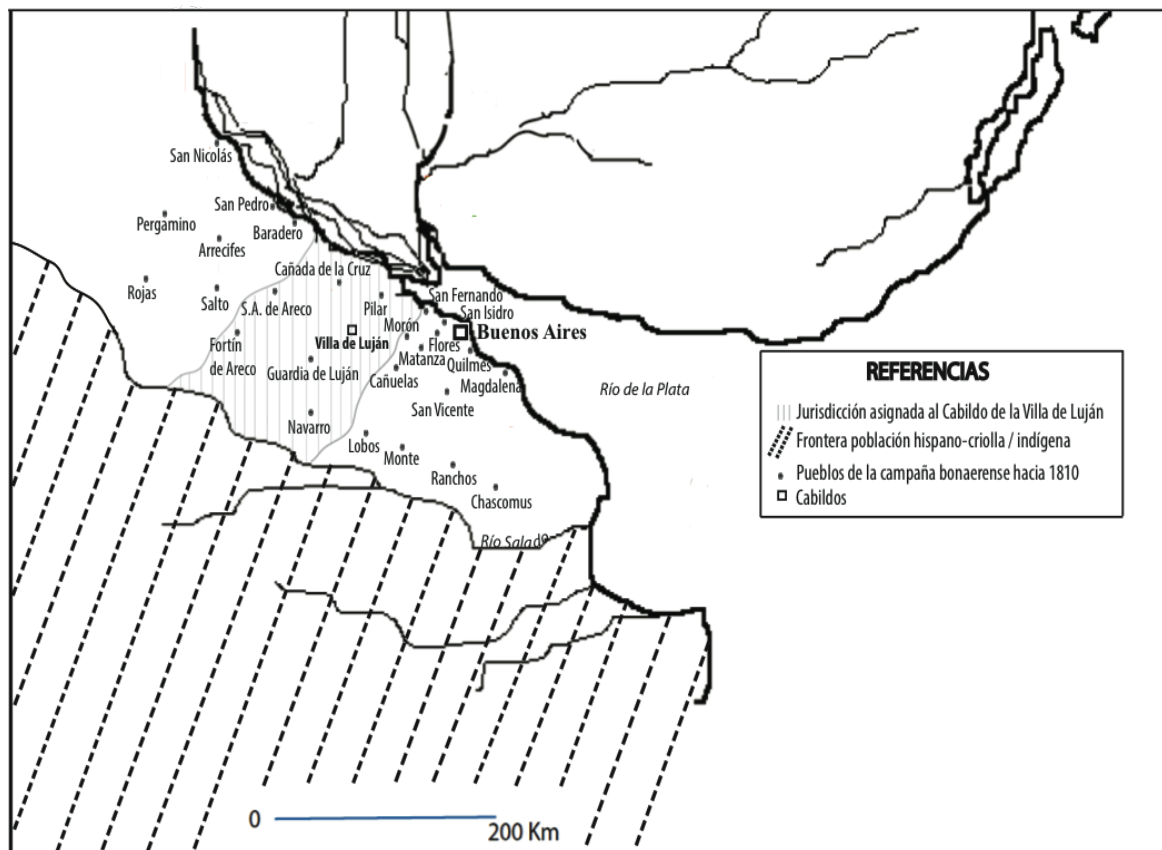 San Nicolás
San Pedro
Pergamino
Baradero
Arrecifes
Cañada de la Cruz
Rojas
Salto
S.A. de Areco
Pilar
San Fernando
San Isidro
Morón
Buenos Aires
Fortín
de Areco
Villa de Luján
Flores
Matanza
Quilmes
Guardia de Luján
Cañuelas
Magdalena
San Vicente
Navarro
Lobos
Monte
Ranchos
Chascomus
Río Salado
Río de la Plata
REFERENCIAS
Jurisdicción asignada al Cabildo de la Villa de Luján
Frontera población hispano-criolla / indígena
Pueblos de la campaña bonaerense hacia 1810
Cabildos
0
200 Km